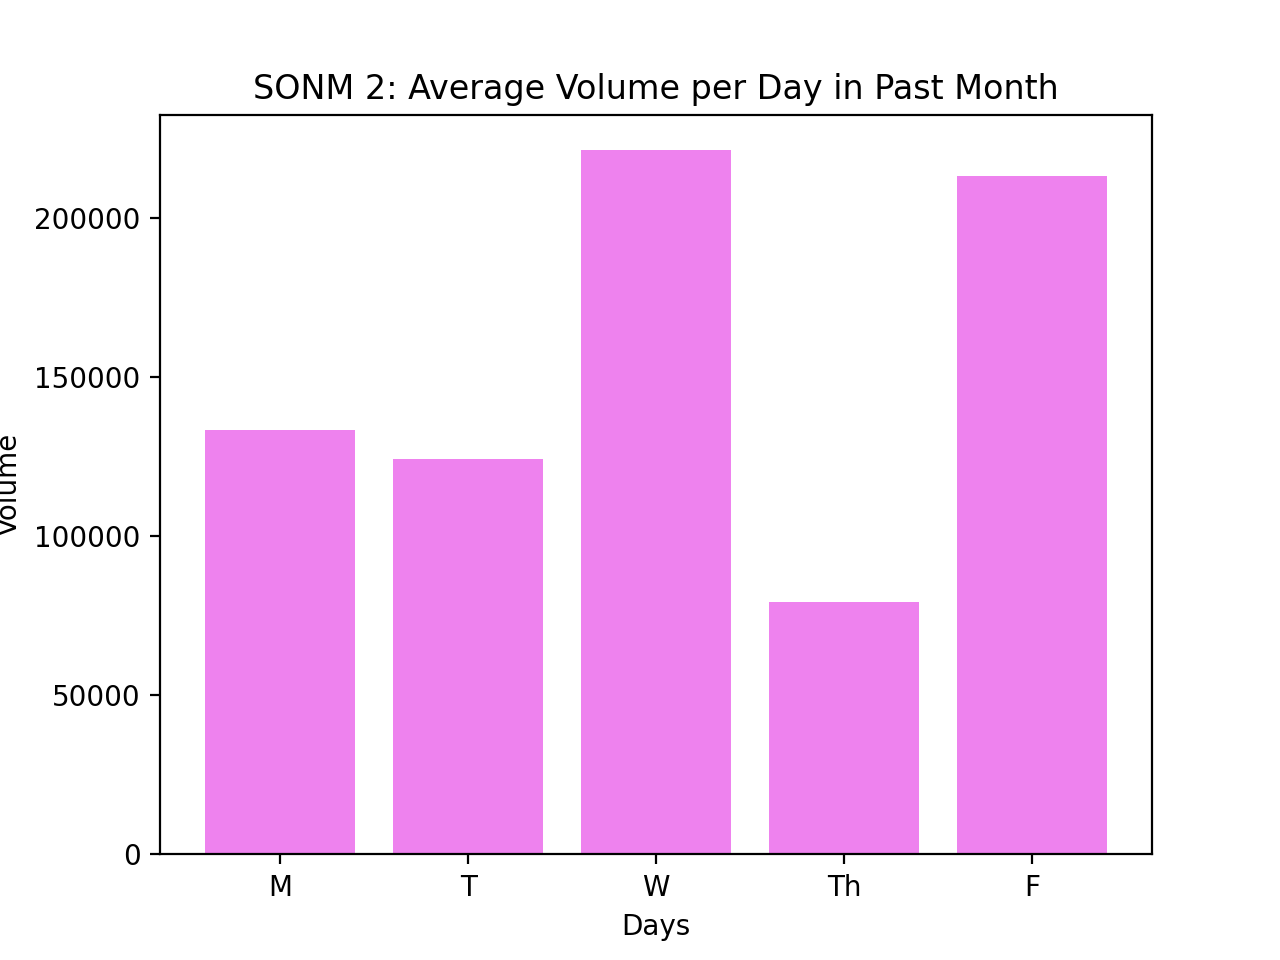 SONM 2: Average Volume per Day in Past Month
Volume
200000
150000
100000
50000
0
M T W Th F
Days